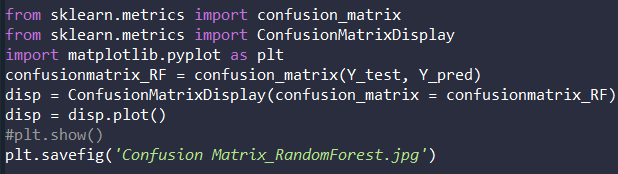 from sklearn.metrics import confusion_matrix
from sklearn.metrics import ConfusionMatrixDisplay
import matplotlib.pyplot as plt
confusionmatrix_RF = confusion_matrix(Y_test, Y_pred)
disp = ConfusionMatrixDisplay(confusion_matrix = confusionmatrix_RF)
disp = disp.plot()
#plt.show()
plt.savefig('Confusion Matrix_RandomForest.jpg')